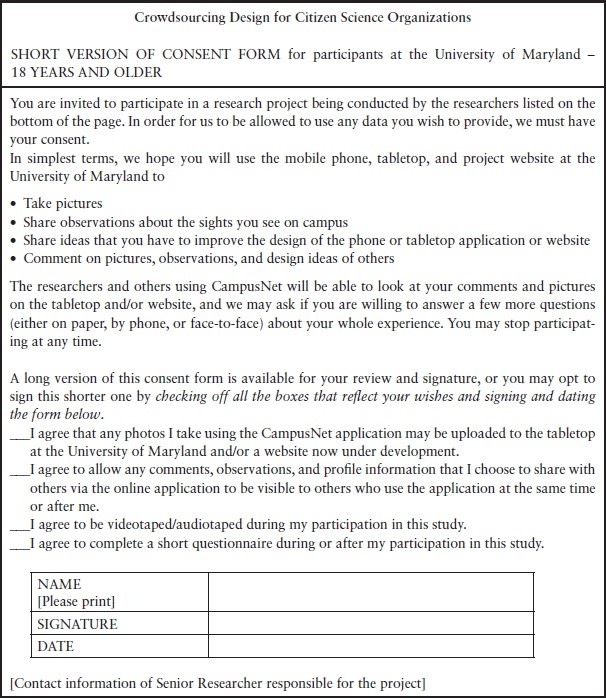 Crowdsourcing Design for Citizen Science Organizations
SHORT VERSION OF CONSENT FORM for participants at the University of Maryland –
18 YEARS AND OLDER
You are invited to participate in a research project being conducted by the researchers listed on the
bottom of the page. In order for us to be allowed to use any data you wish to provide, we must have
your consent.
In simplest terms, we hope you will use the mobile phone, tabletop, and project website at the
University of Maryland to
• Take pictures
• Share observations about the sights you see on campus
• Share ideas that you have to improve the design of the phone or tabletop application or website
• Comment on pictures, observations, and design ideas of others
The researchers and others using CampusNet will be able to look at your comments and pictures
on the tabletop and/or website, and we may ask if you are willing to answer a few more questions
(either on paper, by phone, or face-to-face) about your whole experience. You may stop participat-
ing at any time.
A long version of this consent form is available for your review and signature, or you may opt to
sign this shorter one by checking off all the boxes that reflect your wishes and signing and dating
the form below.
___I agree that any photos I take using the CampusNet application may be uploaded to the tabletop
at the University of Maryland and/or a website now under development.
___I agree to allow any comments, observations, and profile information that I choose to share with
others via the online application to be visible to others who use the application at the same time
or after me.
___I agree to be videotaped/audiotaped during my participation in this study.
___I agree to complete a short questionnaire during or after my participation in this study.
NAME
[Please print]
SIGNATURE
DATE
[Contact information of Senior Researcher responsible for the project]